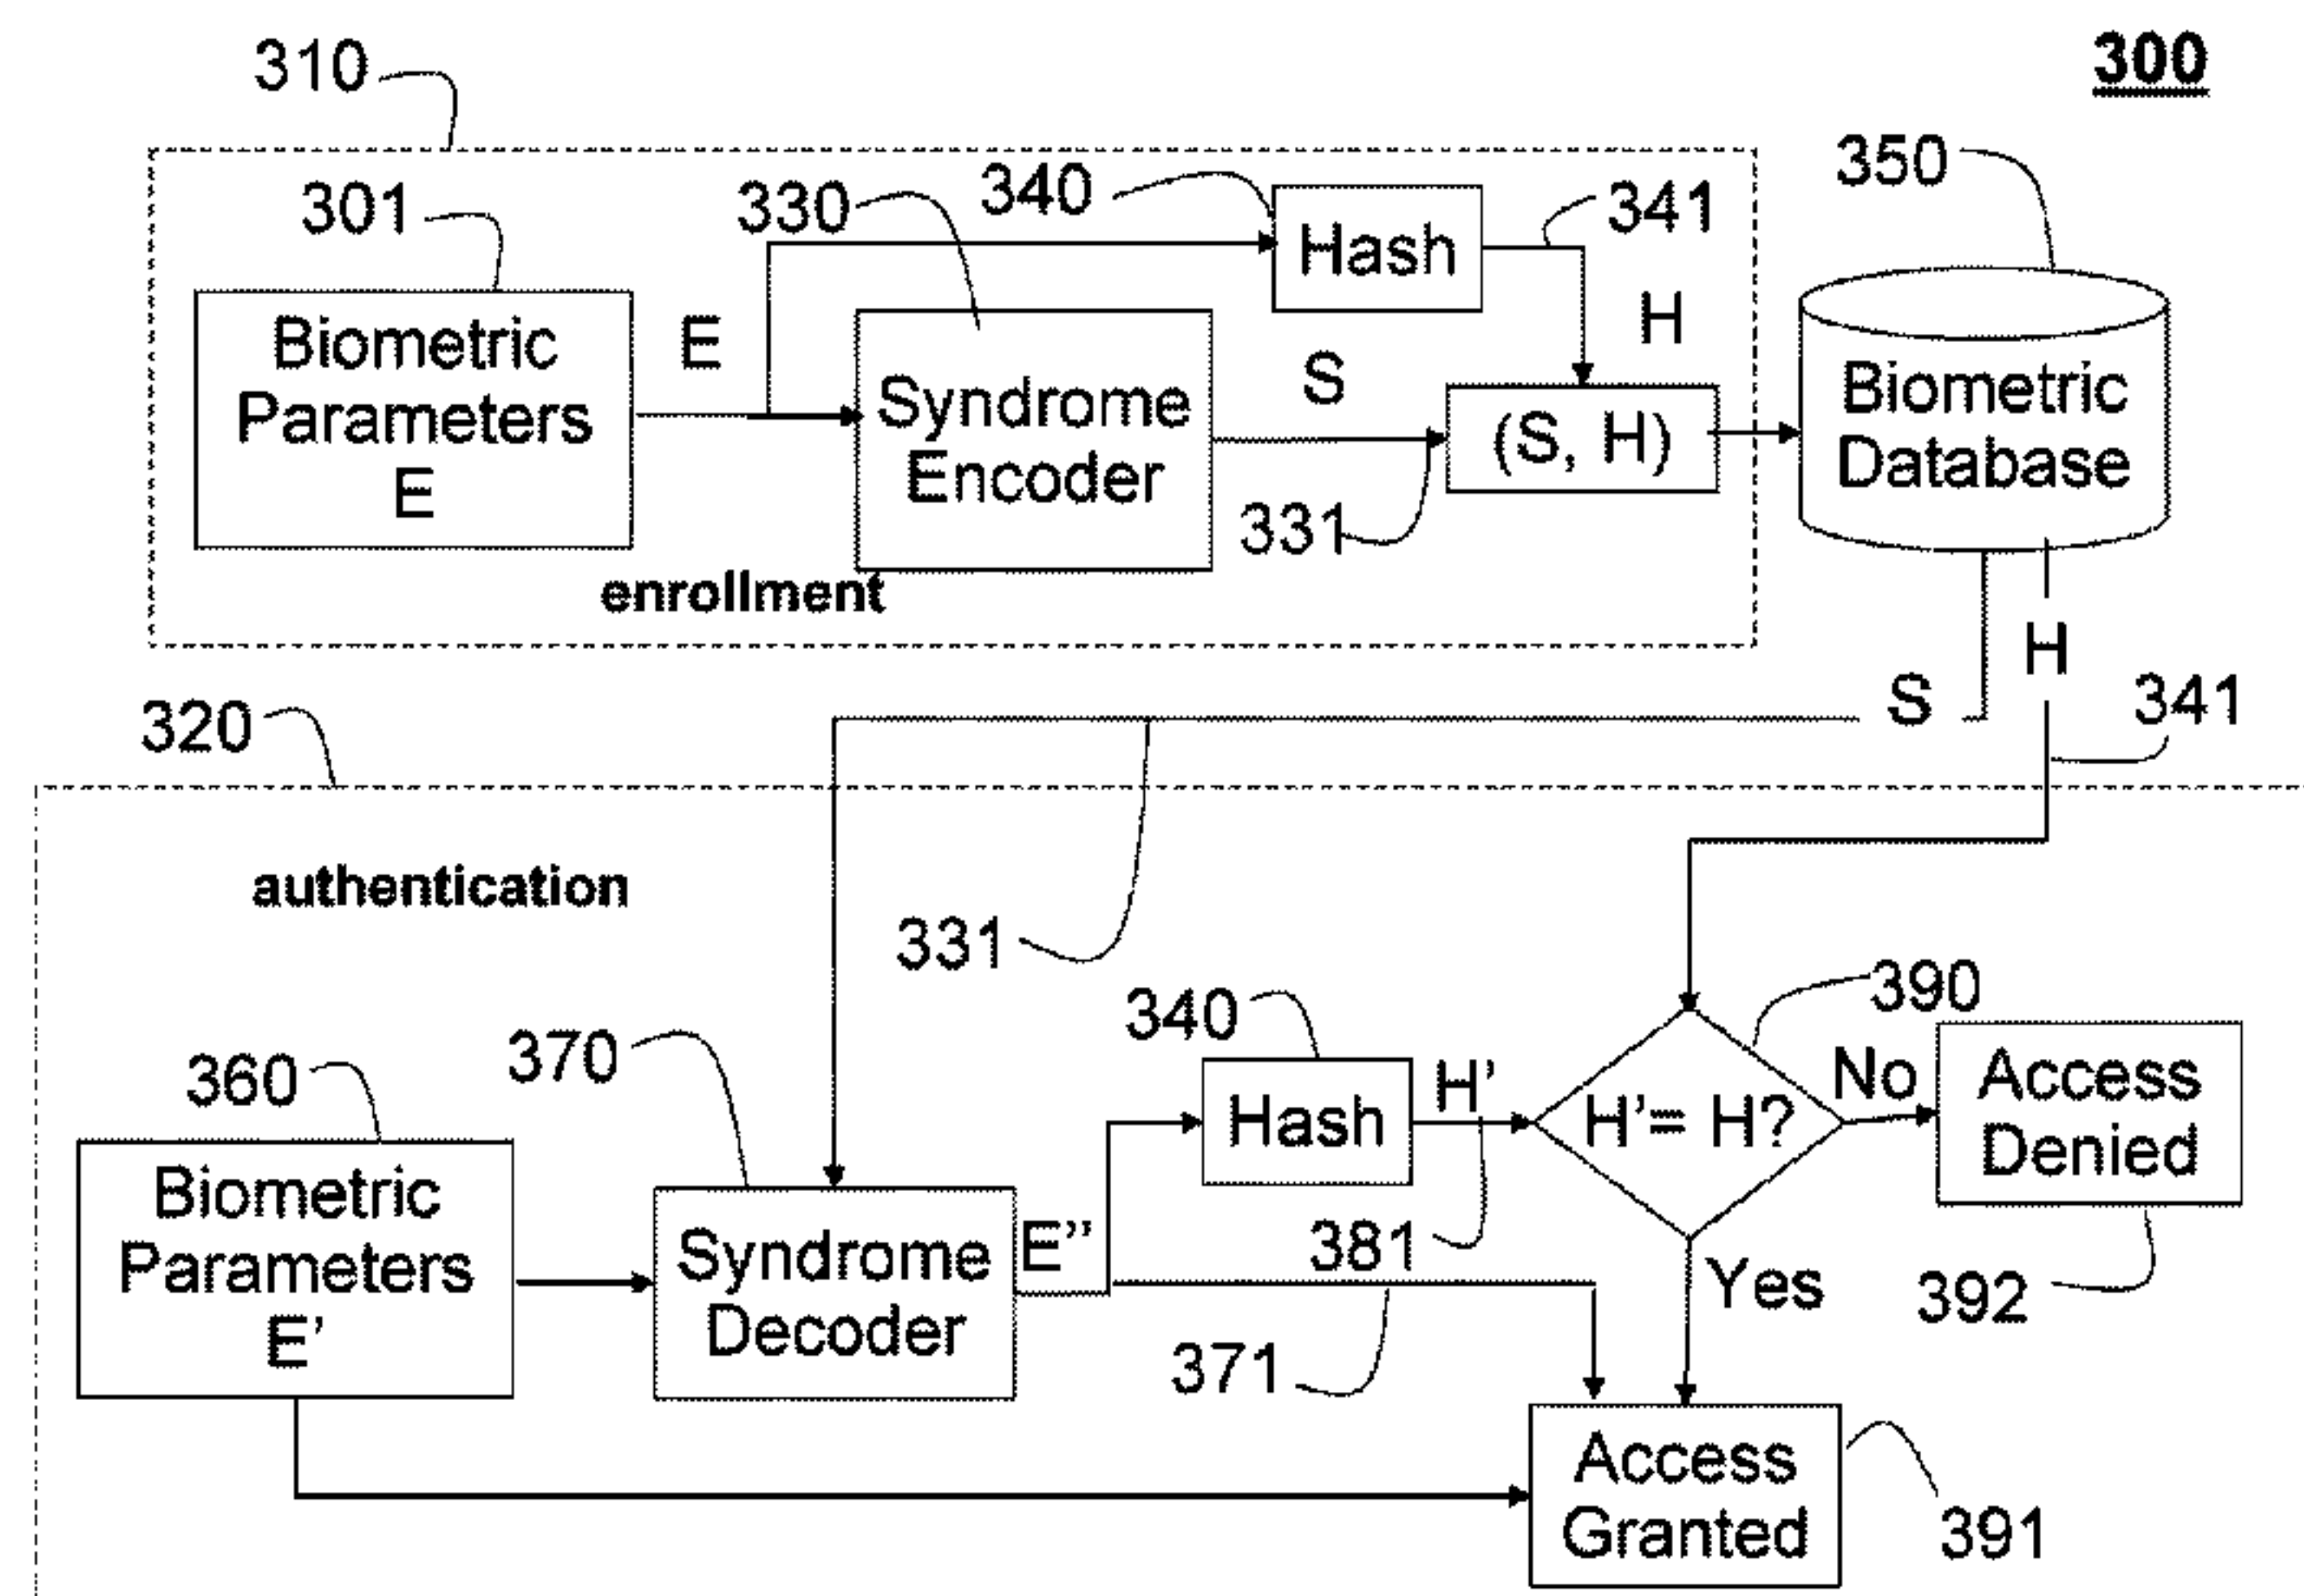 300
310
301
330
340
341
350
Hash
H
Biometric
Parameters
E
E
Syndrome
Encoder
S
(S, H)
331
Biometric
Database
enrollment
H
S
341
320
authentication
331
390
340
370
360
H'
Hash
H'= H?
No
Access
Denied
Biometric
Parameters
E'
Syndrome
Decoder
E''
381
Yes
392
371
Access
Granted
391